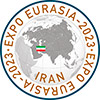 EXPO EURASIA
·2023·
EXPO EURASIA
·2023·
IRAN